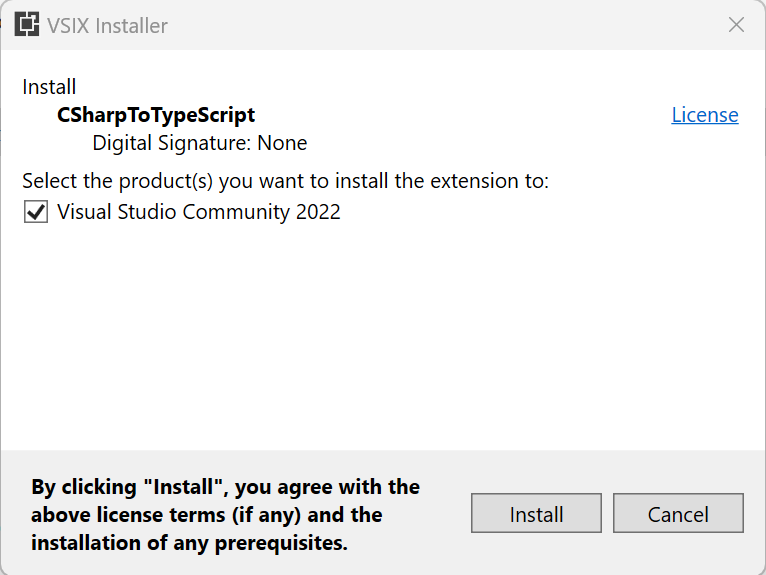 VSIX Installer
Install
CSharpToTypeScript
License
Digital Signature: None
Select the product(s) you want to install the extension to:
Visual Studio Community 2022
By clicking "Install", you agree with the
above license terms (if any) and the
installation of any prerequisites.
Install
Cancel